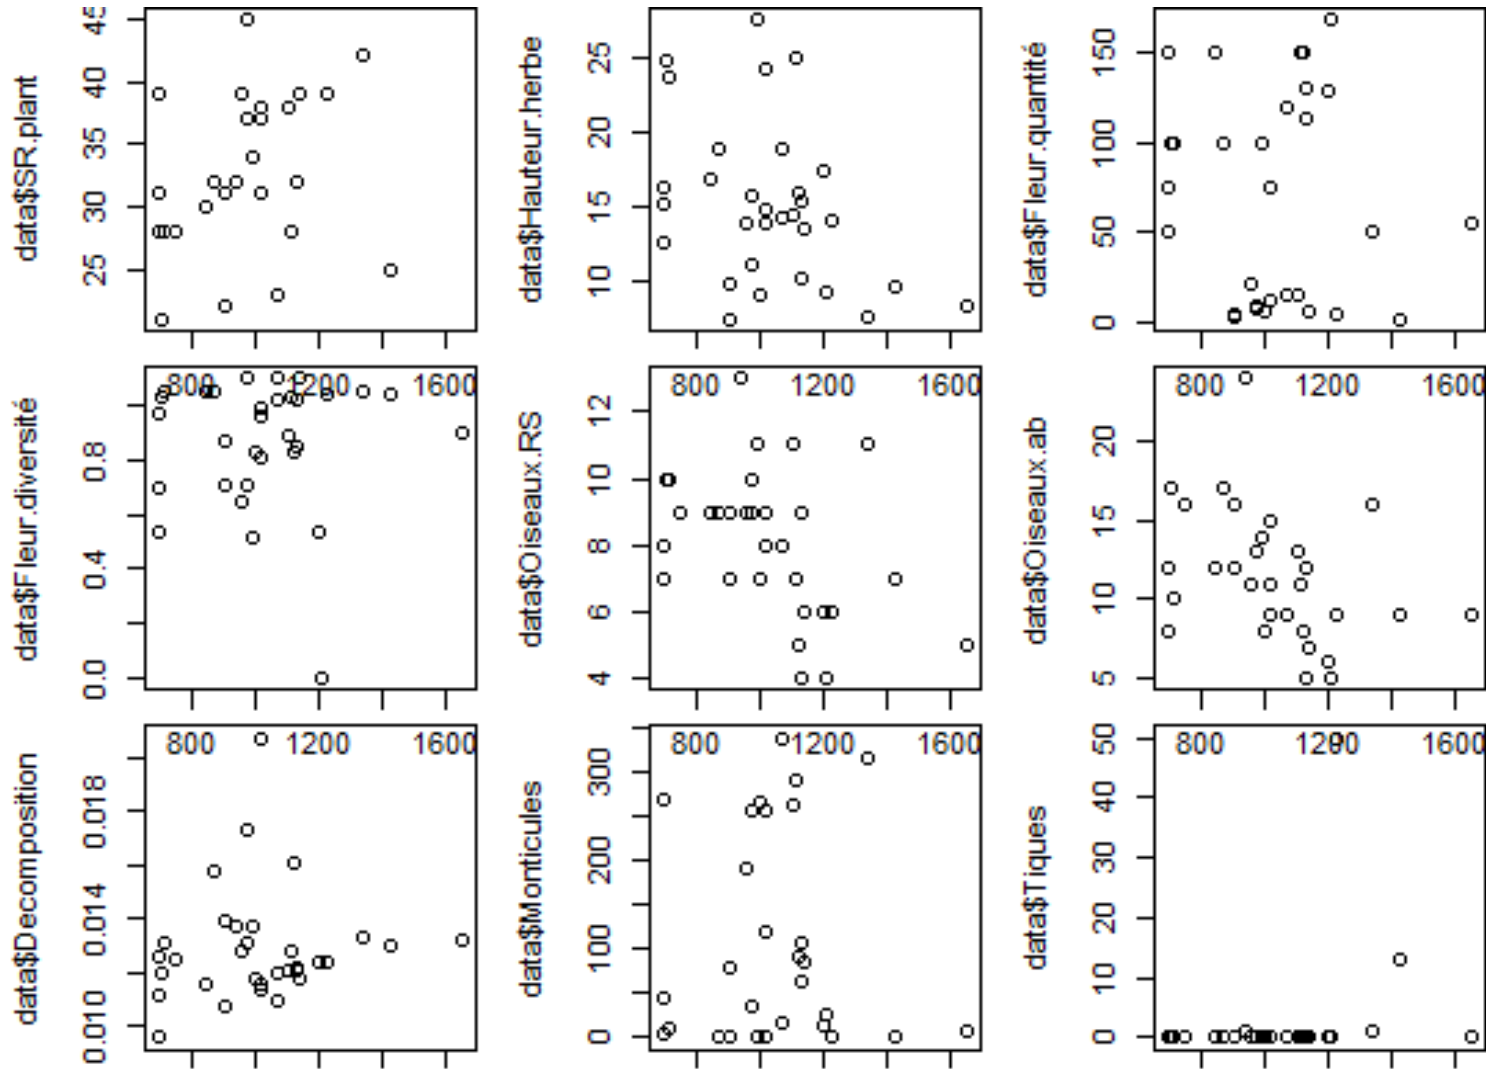 data$SR.plant
25 30 35 40 45
data$Hauteur.herbe
10 15 20 25
data$Fleur.quantité
0 50 100 150
data$Fleur.diversité
0.0 0.4 0.8
800 1200 1600
data$Oiseaux.RS
4 6 8 10 12
800 1200 1600
data$Oiseaux.ab
5 10 15 20
800 1200 1600
data$Decomposition
0.010 0.014 0.018
800 1200 1600
data$Monticules
0 100 200 300
800 1200 1600
data$Tiques
0 10 20 30 40 50
800 1200 1600